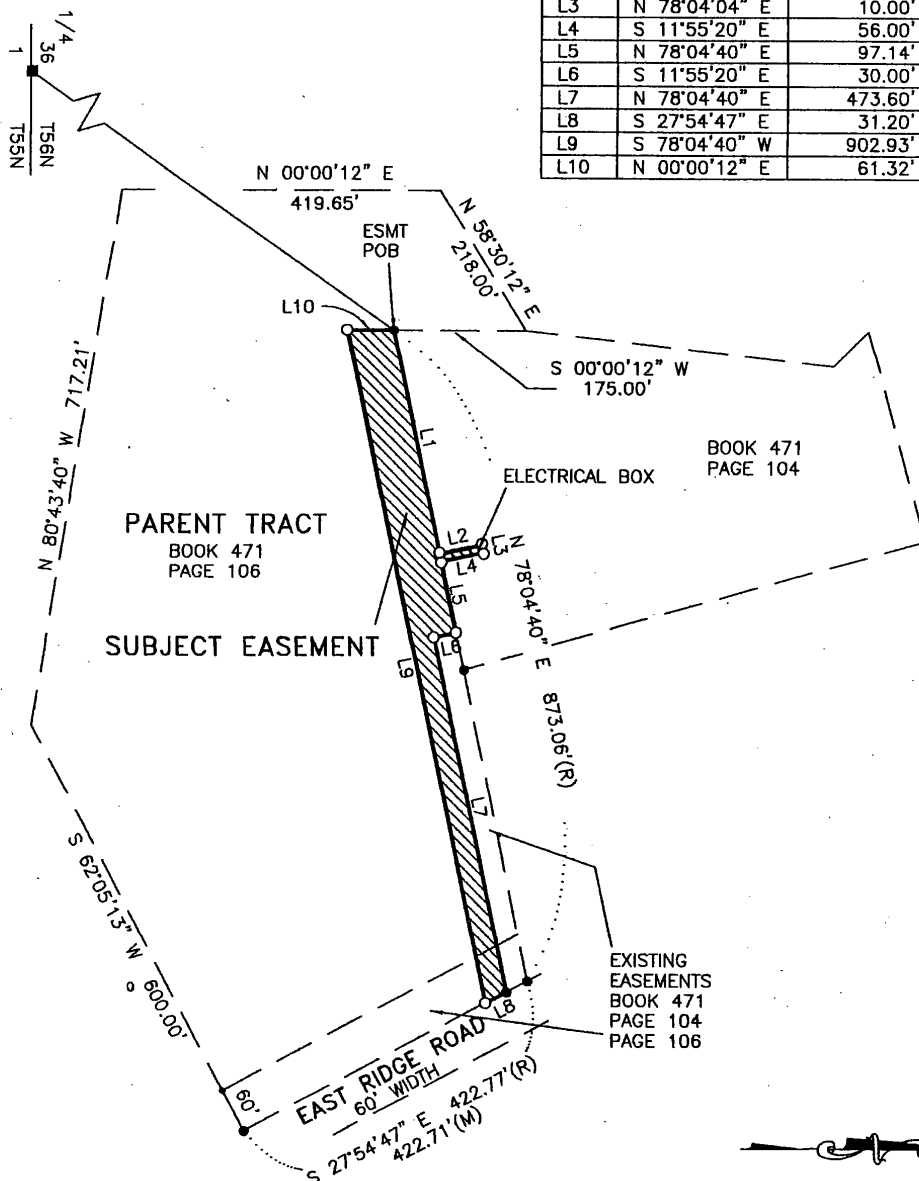 L3 N 78°04'04" E 10.00'
L4 S 11°55'20" E 56.00'
L5 N 78°04'40" E 97.14'
L6 S 11°55'20" E 30.00'
L7 N 78°04'40" E 473.60'
L8 S 27°54'47" E 31.20'
L9 S 78°04'40" W 902.93'
L10 N 00°00'12" E 61.32'
1/4
36 T56N
1 T55N
N 00°00'12" E
419.65'
N 58°30'12" E
218.00'
ESMT
POB
L10
S 00°00'12" W
175.00'
N 80°43'40" W 717.21'
L1
BOOK 471
PAGE 104
ELECTRICAL BOX
PARENT TRACT
BOOK 471
PAGE 106
L2
L3
L4
N 78°04'40" E 873.06'(R)
L5
SUBJECT EASEMENT
L6
L9
L7
S 62°05'13" W 600.00'
EXISTING
EASEMENTS
BOOK 471
PAGE 104
PAGE 106
L8
EAST RIDGE ROAD
60' WIDTH
60'
S 27°54'47" E 422.77'(R)
422.71'(M)